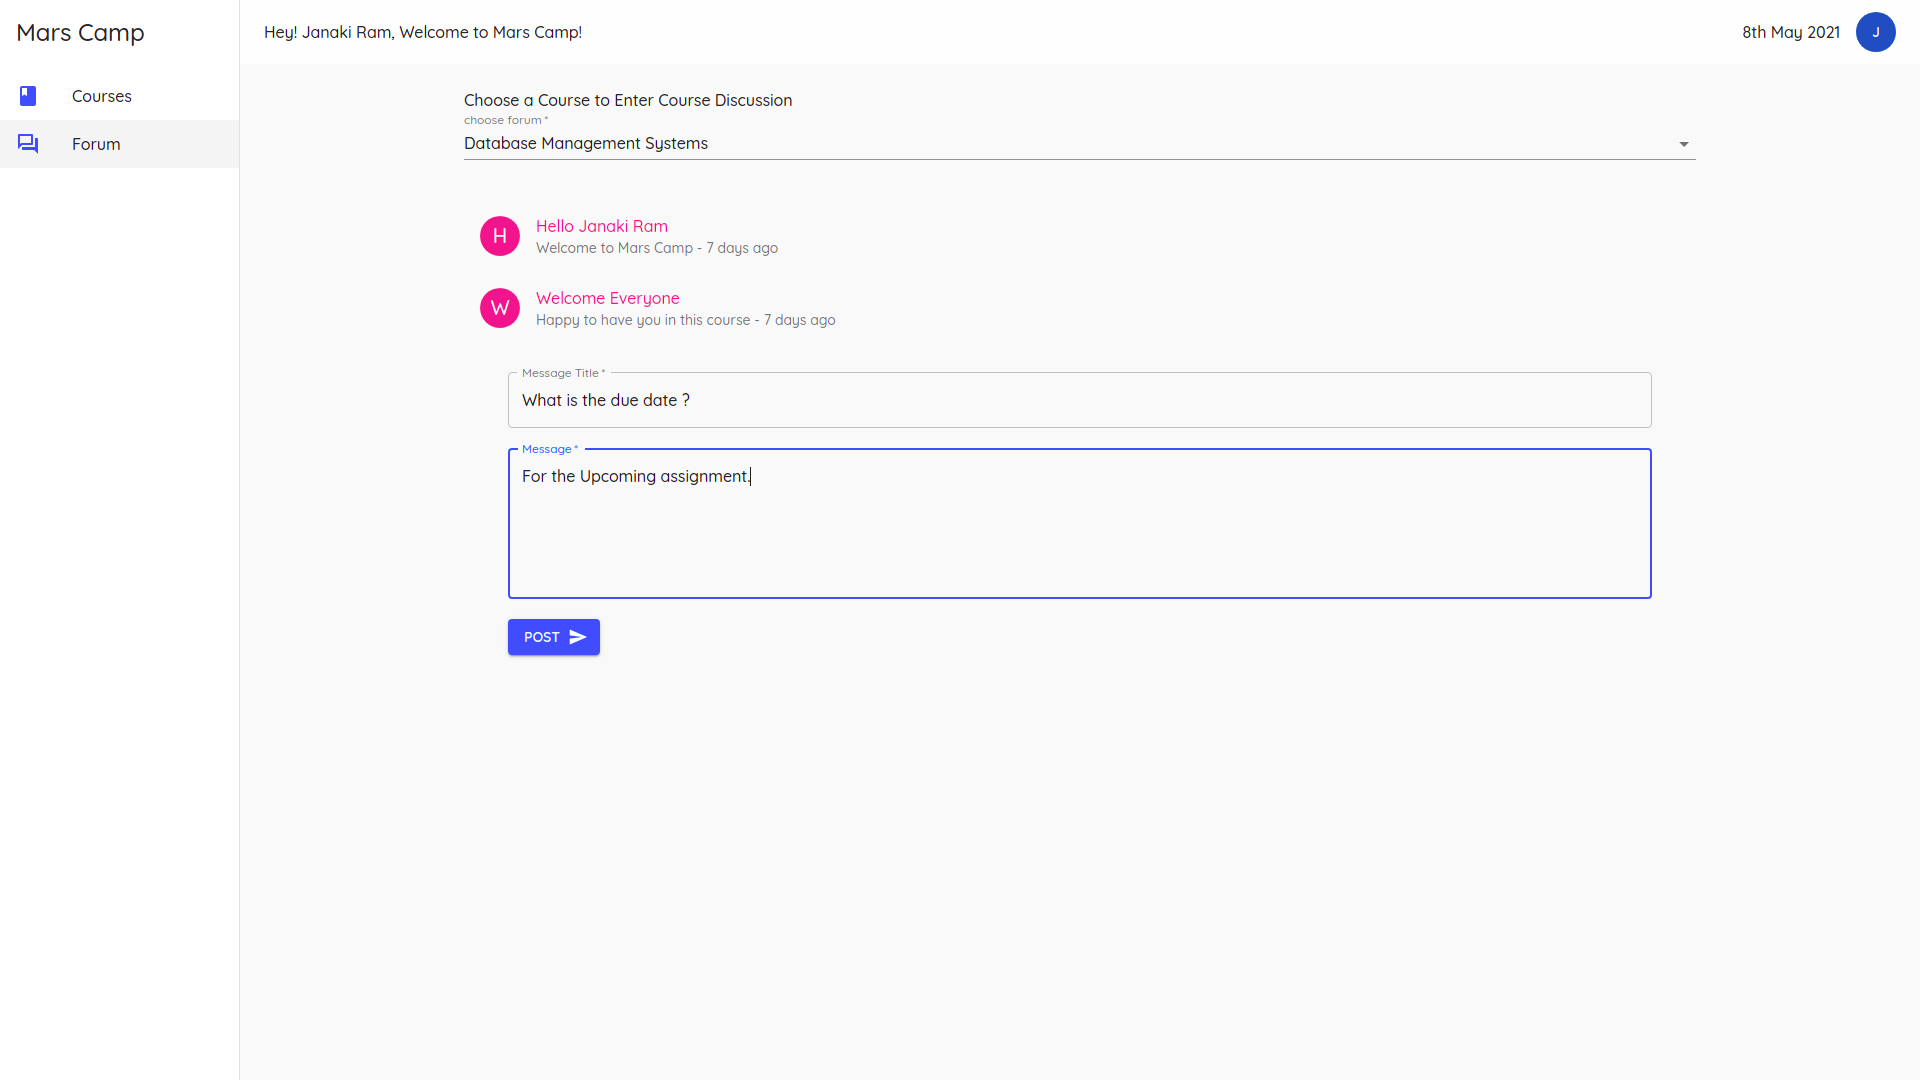 Mars Camp
Hey! Janaki Ram, Welcome to Mars Camp!
8th May 2021
J
Courses
Forum
Choose a Course to Enter Course Discussion
choose forum *
Database Management Systems
H
Hello Janaki Ram
Welcome to Mars Camp - 7 days ago
W
Welcome Everyone
Happy to have you in this course - 7 days ago
Message Title *
What is the due date ?
Message *
For the Upcoming assignment.
POST